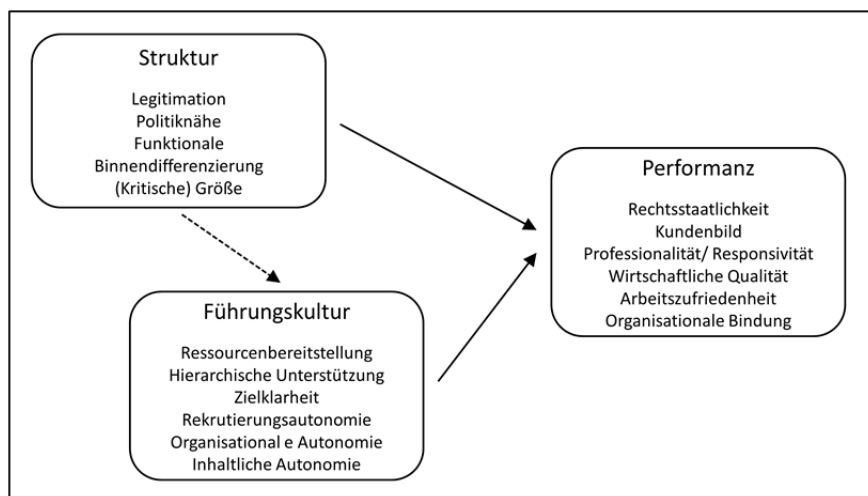 Struktur
Legitimation
Politiknähe
Funktionale
Binnendifferenzierung
(Kritische) Größe
Führungskultur
Ressourcenbereitstellung
Hierarchische Unterstützung
Zielklarheit
Rekrutierungsautonomie
Organisational e Autonomie
Inhaltliche Autonomie
Performanz
Rechtsstaatlichkeit
Kundenbild
Professionalität/ Responsivität
Wirtschaftliche Qualität
Arbeitszufriedenheit
Organisationale Bindung